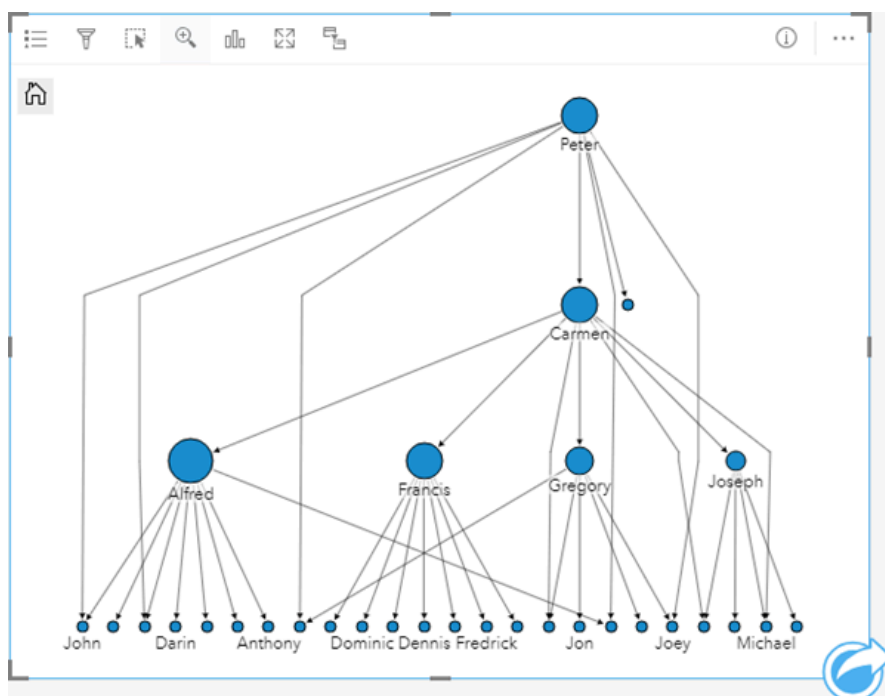 Peter
Carmen
Alfred
Francis
Gregory
Joseph
John
Darin
Anthony
Dominic
Dennis
Fredrick
Jon
Joey
Michael